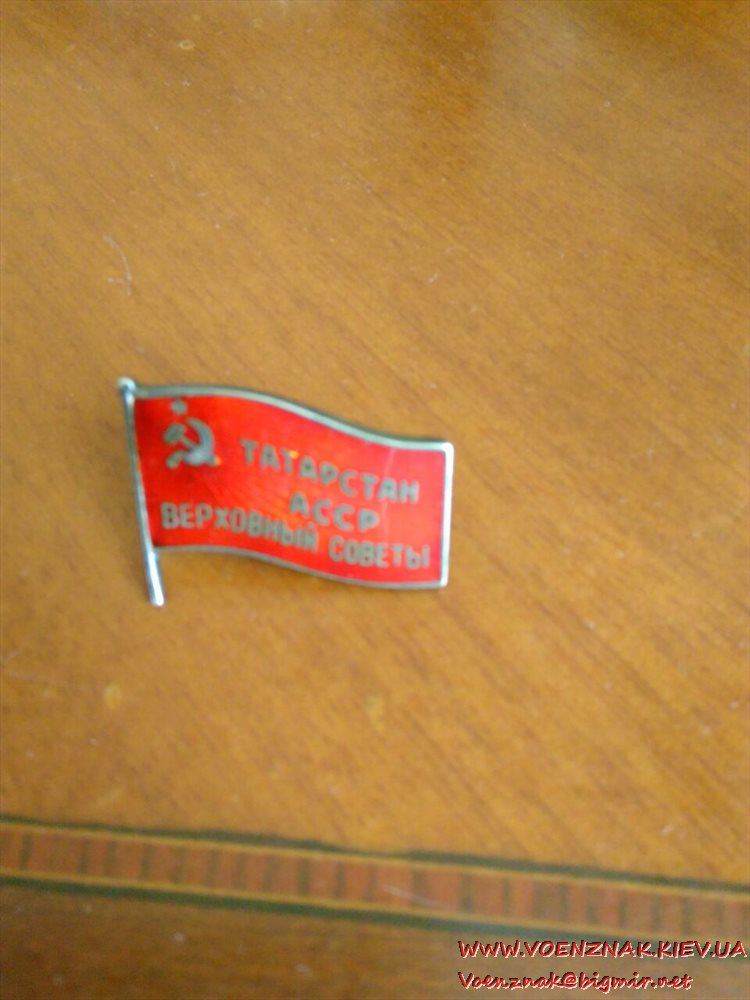 ТАТАРСТАН
АССР
ВЕРХОВНЫЙ СОВЕТЫ
WWW.VOENZNAK.KIEV.UA
Voenznak@bigmir.net